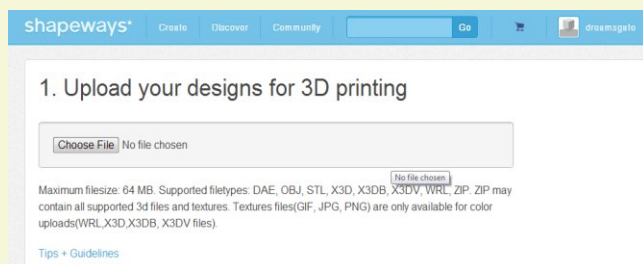 shapeways*
Create
Discover
Community
Go
dreamsgate
1. Upload your designs for 3D printing
Choose File No file chosen
No file chosen
Maximum filesize: 64 MB. Supported filetypes: DAE, OBJ, STL, X3D, X3DB, X3DV, WRL, ZIP. ZIP may
contain all supported 3d files and textures. Textures files(GIF, JPG, PNG) are only available for color
uploads(WRL,X3D,X3DB, X3DV files).
Tips + Guidelines